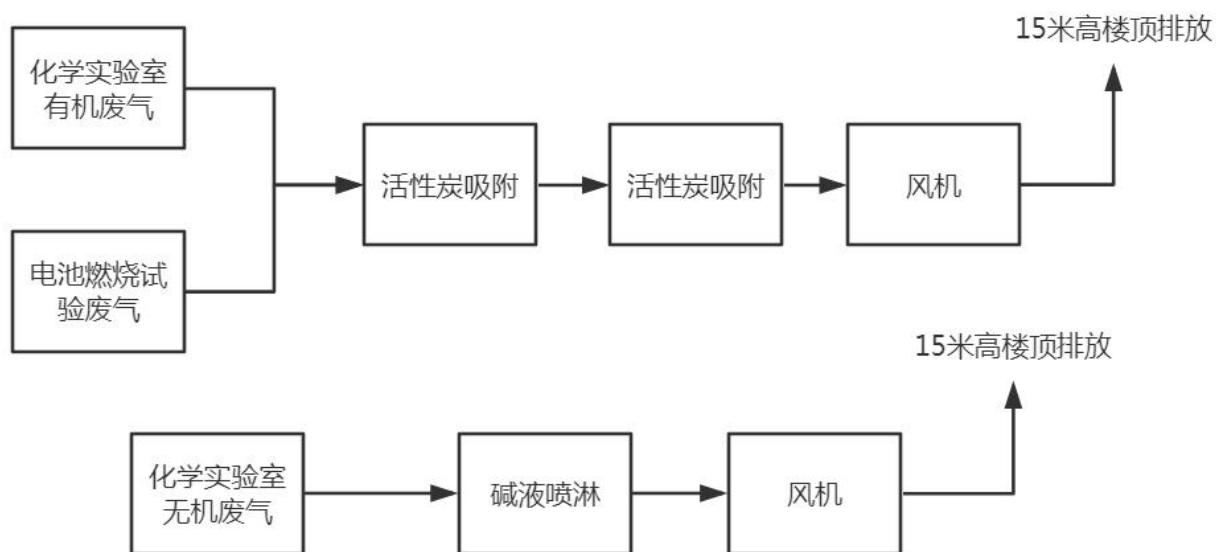 15米高楼顶排放
化学实验室
有机废气
活性炭吸附
活性炭吸附
风机
电池燃烧试
验废气
15米高楼顶排放
化学实验室
无机废气
碱液喷淋
风机